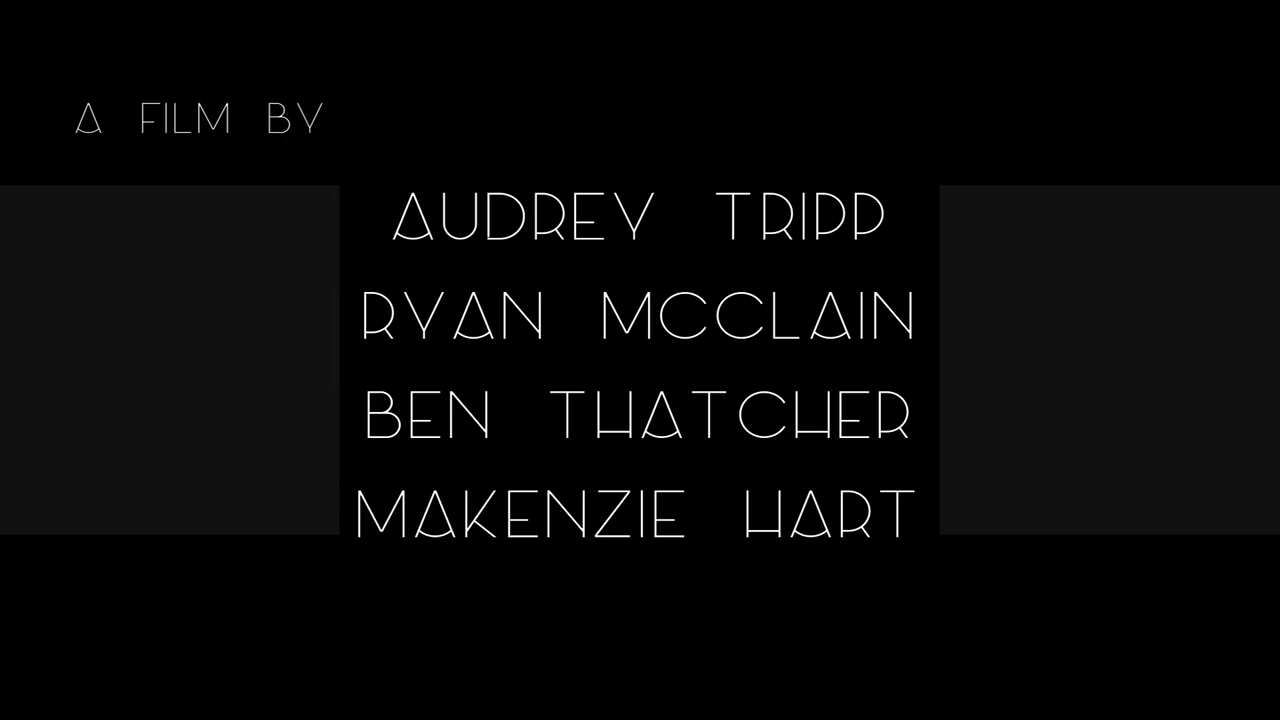 A FILM BY
AUDREY TRIPP
RYAN MCCLAIN
BEN THATCHER
MAKENZIE HART